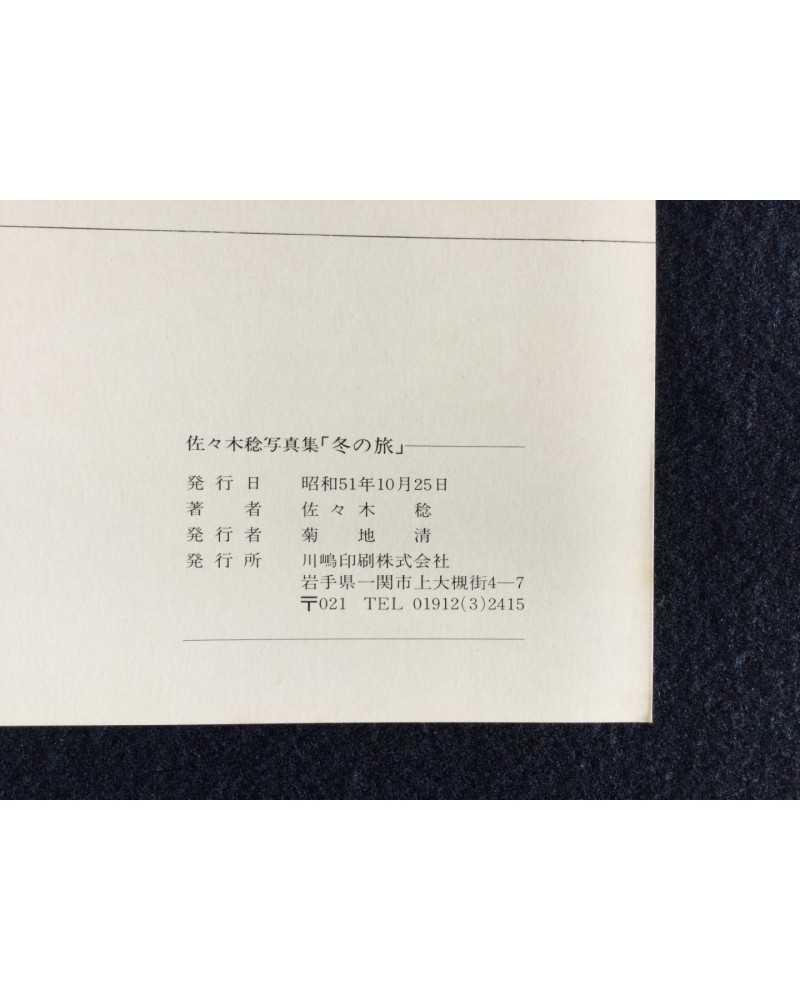 佐々木稔写真集「冬の旅」
発行日 昭和51年10月25日
著者 佐々木稔
発行者 菊地清
発行所 川嶋印刷株式会社
岩手県一関市上大槻街4―7
〒021 TEL 01912(3)2415